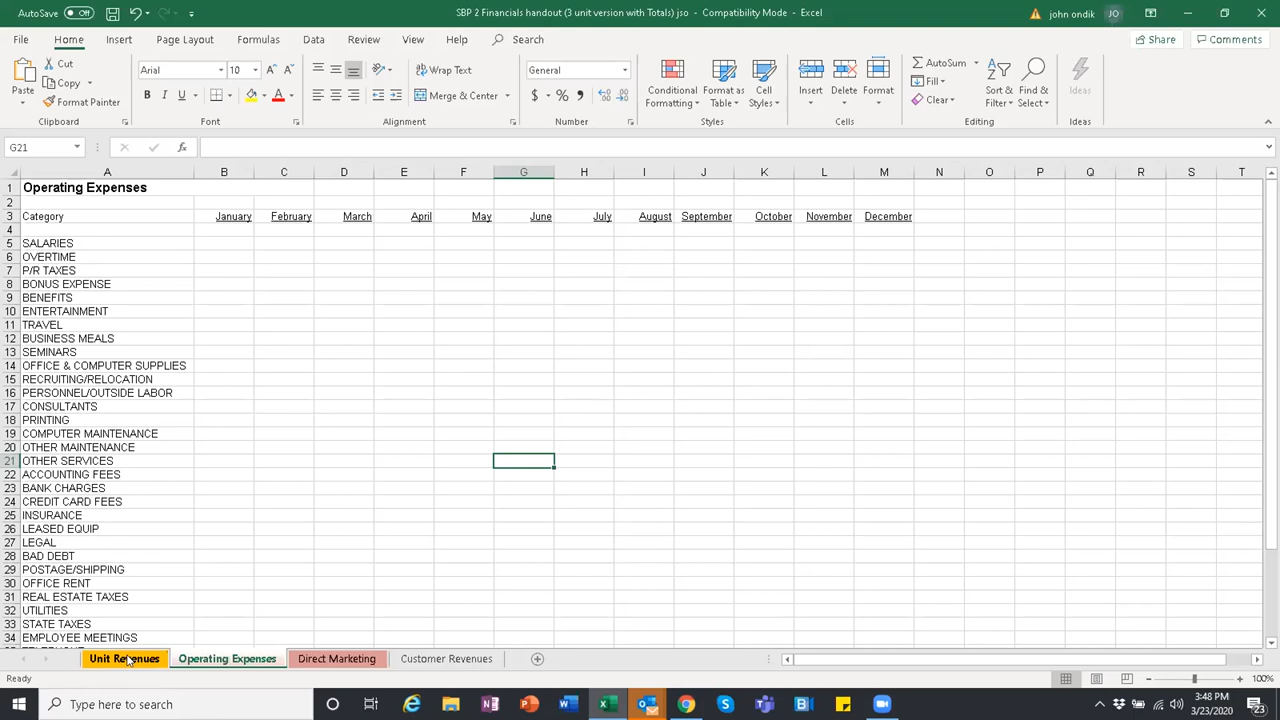 AutoSave Off
SBP 2 Financials handout (3 unit version with Totals) jso - Compatibility Mode - Excel
john ondik JO
File Home Insert Page Layout Formulas Data Review View Help Search Share Comments
Paste Cut Copy Format Painter Clipboard
Arial 10 B I U Font
Wrap Text Merge & Center Alignment
General $ % Number
Conditional Formatting Format as Table Cell Styles Styles
Insert Delete Format Cells
AutoSum Fill Clear Sort & Filter Find & Select Editing
Ideas Ideas
G21 fx
A B C D E F G H I J K L M N O P Q R S T
1 Operating Expenses
2
3 Category January February March April May June July August September October November December
4
5 SALARIES
6 OVERTIME
7 P/R TAXES
8 BONUS EXPENSE
9 BENEFITS
10 ENTERTAINMENT
11 TRAVEL
12 BUSINESS MEALS
13 SEMINARS
14 OFFICE & COMPUTER SUPPLIES
15 RECRUITING/RELOCATION
16 PERSONNEL/OUTSIDE LABOR
17 CONSULTANTS
18 PRINTING
19 COMPUTER MAINTENANCE
20 OTHER MAINTENANCE
21 OTHER SERVICES
22 ACCOUNTING FEES
23 BANK CHARGES
24 CREDIT CARD FEES
25 INSURANCE
26 LEASED EQUIP
27 LEGAL
28 BAD DEBT
29 POSTAGE/SHIPPING
30 OFFICE RENT
31 REAL ESTATE TAXES
32 UTILITIES
33 STATE TAXES
34 EMPLOYEE MEETINGS
Unit Revenues Operating Expenses Direct Marketing Customer Revenues
Ready 100%
Type here to search
3:48 PM
3/23/2020
23